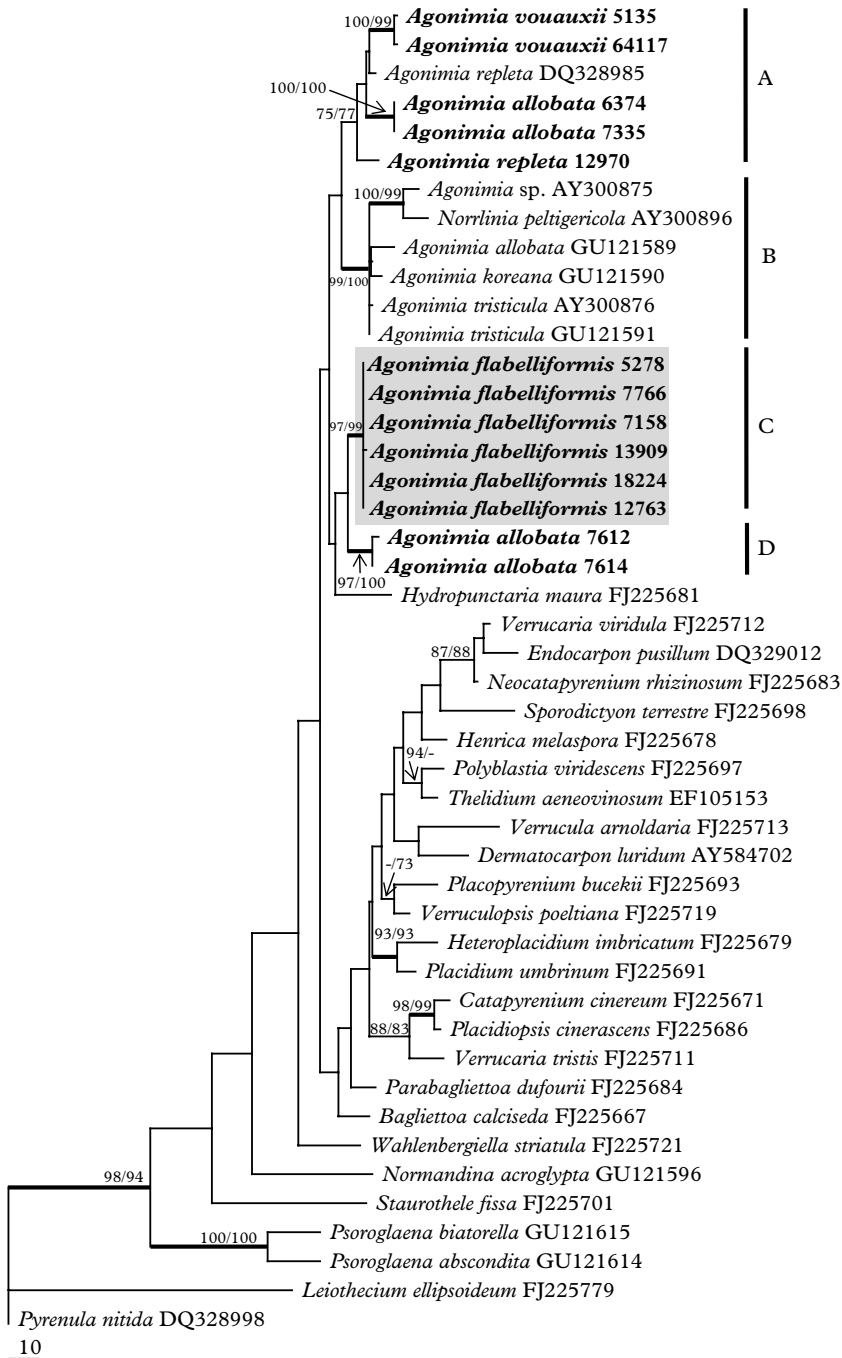 Agonimia vouauxii 5135
100/99
Agonimia vouauxii 64117
Agonimia repleta DQ328985
A
100/100
Agonimia allobata 6374
75/77
Agonimia allobata 7335
Agonimia repleta 12970
Agonimia sp. AY300875
100/99
Norrlinia peltigericola AY300896
Agonimia allobata GU121589
B
Agonimia koreana GU121590
99/100
Agonimia tristicula AY300876
Agonimia tristicula GU121591
Agonimia flabelliformis 5278
Agonimia flabelliformis 7766
Agonimia flabelliformis 7158
97/99
C
Agonimia flabelliformis 13909
Agonimia flabelliformis 18224
Agonimia flabelliformis 12763
Agonimia allobata 7612
D
Agonimia allobata 7614
97/100
Hydropunctaria maura FJ225681
Verrucaria viridula FJ225712
87/88
Endocarpon pusillum DQ329012
Neocatapyrenium rhizinosum FJ225683
Sporodictyon terrestre FJ225698
Henrica melaspora FJ225678
94/-
Polyblastia viridescens FJ225697
Thelidium aeneovinosum EF105153
Verrucula arnoldaria FJ225713
Dermatocarpon luridum AY584702
-/73
Placopyrenium bucekii FJ225693
Verruculopsis poeltiana FJ225719
93/93
Heteroplacidium imbricatum FJ225679
Placidium umbrinum FJ225691
Catapyrenium cinereum FJ225671
98/99
Placidiopsis cinerascens FJ225686
88/83
Verrucaria tristis FJ225711
Parabagliettoa dufourii FJ225684
Bagliettoa calciseda FJ225667
Wahlenbergiella striatula FJ225721
Normandina acroglypta GU121596
98/94
Staurothele fissa FJ225701
Psoroglaena biatorella GU121615
100/100
Psoroglaena abscondita GU121614
Leiothecium ellipsoideum FJ225779
Pyrenula nitida DQ328998
10